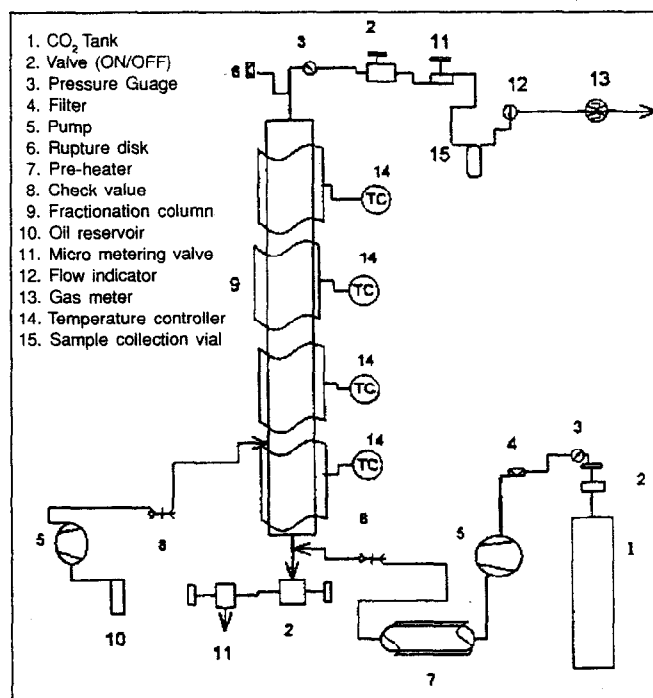 1. CO2 Tank
2. Valve (ON/OFF)
3. Pressure Guage
4. Filter
5. Pump
6. Rupture disk
7. Pre-heater
8. Check value
9. Fractionation column
10. Oil reservoir
11. Micro metering valve
12. Flow indicator
13. Gas meter
14. Temperature controller
15. Sample collection vial
6
3
2
11
12
13
15
14
TC
14
TC
9
14
TC
14
TC
5
8
10
11
2
8
7
5
4
3
2
1